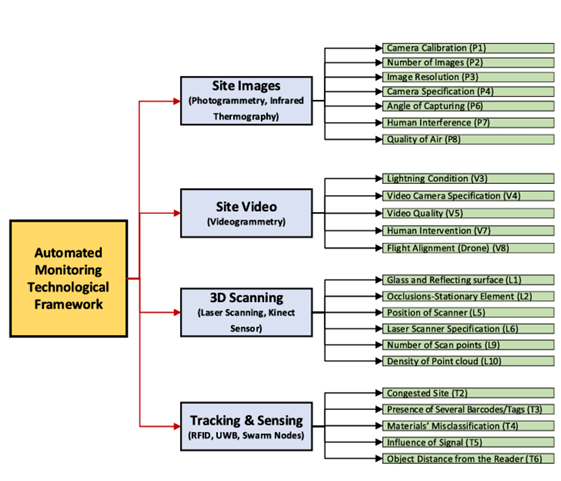 Automated
Monitoring
Technological
Framework
Site Images
(Photogrammetry, Infrared
Thermography)
Camera Calibration (P1)
Number of Images (P2)
Image Resolution (P3)
Camera Specification (P4)
Angle of Capturing (P6)
Human Interference (P7)
Quality of Air (P8)
Site Video
(Videogrammetry)
Lightning Condition (V3)
Video Camera Specification (V4)
Video Quality (V5)
Human Intervention (V7)
Flight Alignment (Drone) (V8)
3D Scanning
(Laser Scanning, Kinect
Sensor)
Glass and Reflecting surface (L1)
Occlusions-Stationary Element (L2)
Position of Scanner (L5)
Laser Scanner Specification (L6)
Number of Scan points (L9)
Density of Point cloud (L10)
Tracking & Sensing
(RFID, UWB, Swarm Nodes)
Congested Site (T2)
Presence of Several Barcodes/Tags (T3)
Materials' Misclassification (T4)
Influence of Signal (T5)
Object Distance from the Reader (T6)